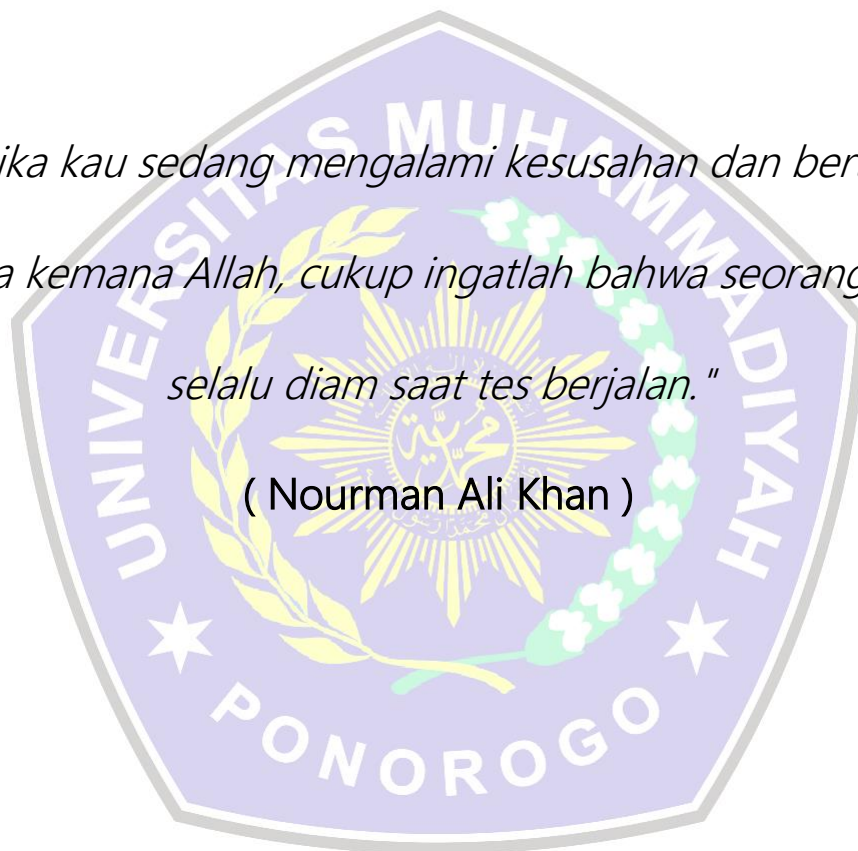 ika kau sedang mengalami kesusahan dan ber
a kemana Allah, cukup ingatlah bahwa seorang
selalu diam saat tes berjalan."
( Nourman Ali Khan )
UNIVERSITAS MUHAMMADIYAH
PONOROGO